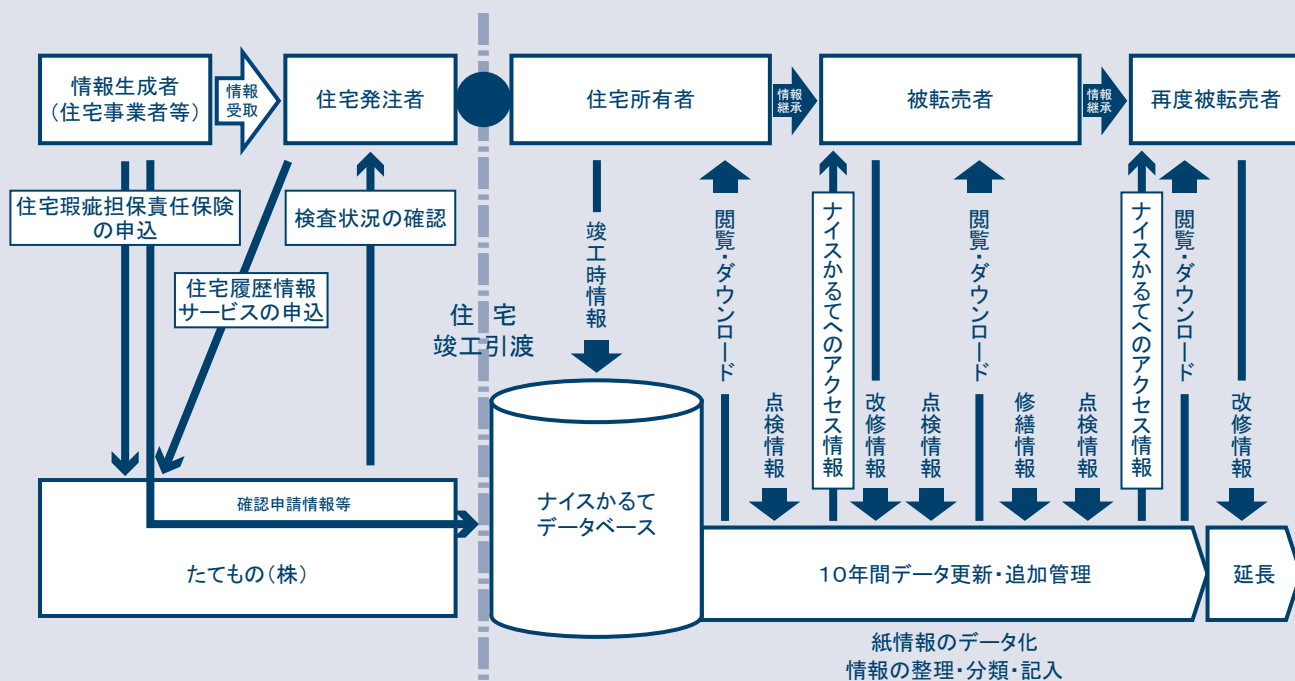 情報生成者
(住宅事業者等)
情報
受取
住宅発注者
住宅所有者
情報
継承
被転売者
情報
継承
再度被転売者
住宅瑕疵担保責任保険
の申込
検査状況の確認
住宅履歴情報
サービスの申込
住宅
竣工引渡
竣工時情報
閲覧・ダウンロード
点検情報
ナイスかるてへのアクセス情報
改修情報
点検情報
閲覧・ダウンロード
修繕情報
点検情報
ナイスかるてへのアクセス情報
閲覧・ダウンロード
改修情報
確認申請情報等
たてもの(株)
ナイスかるて
データベース
10年間データ更新・追加管理
延長
紙情報のデータ化
情報の整理・分類・記入